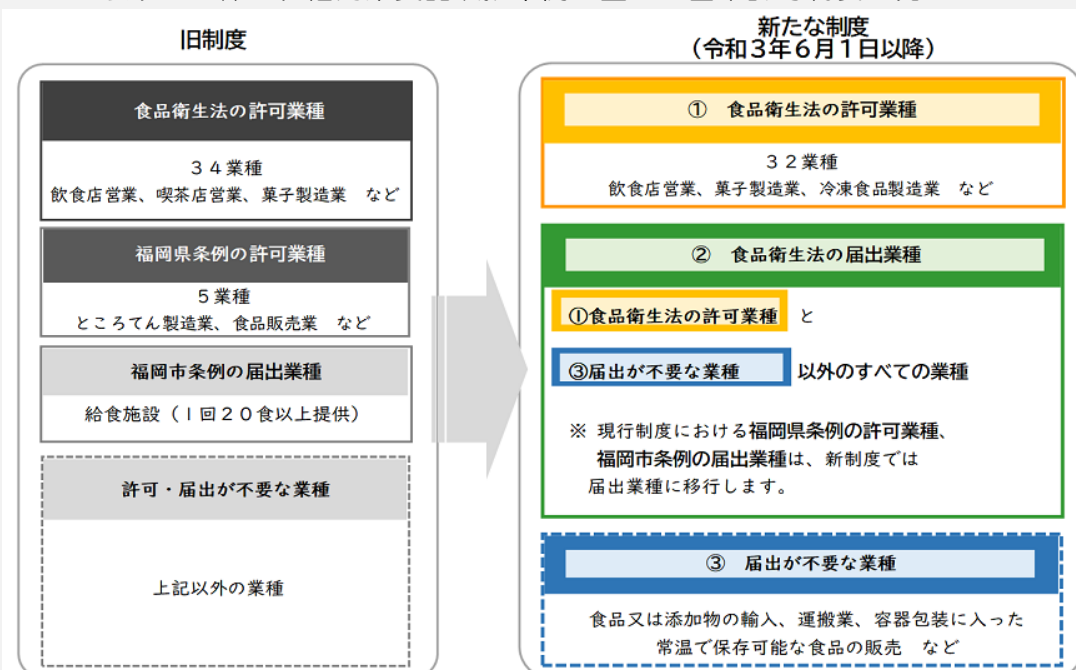 旧制度
食品衛生法の許可業種
34業種
飲食店営業、喫茶店営業、菓子製造業 など
福岡県条例の許可業種
5業種
ところてん製造業、食品販売業 など
福岡市条例の届出業種
給食施設(1回20食以上提供)
許可・届出が不要な業種
上記以外の業種
新たな制度
(令和3年6月1日以降)
① 食品衛生法の許可業種
32業種
飲食店営業、菓子製造業、冷凍食品製造業 など
② 食品衛生法の届出業種
①食品衛生法の許可業種 と
③届出が不要な業種 以外のすべての業種
※ 現行制度における福岡県条例の許可業種、
福岡市条例の届出業種は、新制度では
届出業種に移行します。
③ 届出が不要な業種
食品又は添加物の輸入、運搬業、容器包装に入った
常温で保存可能な食品の販売 など